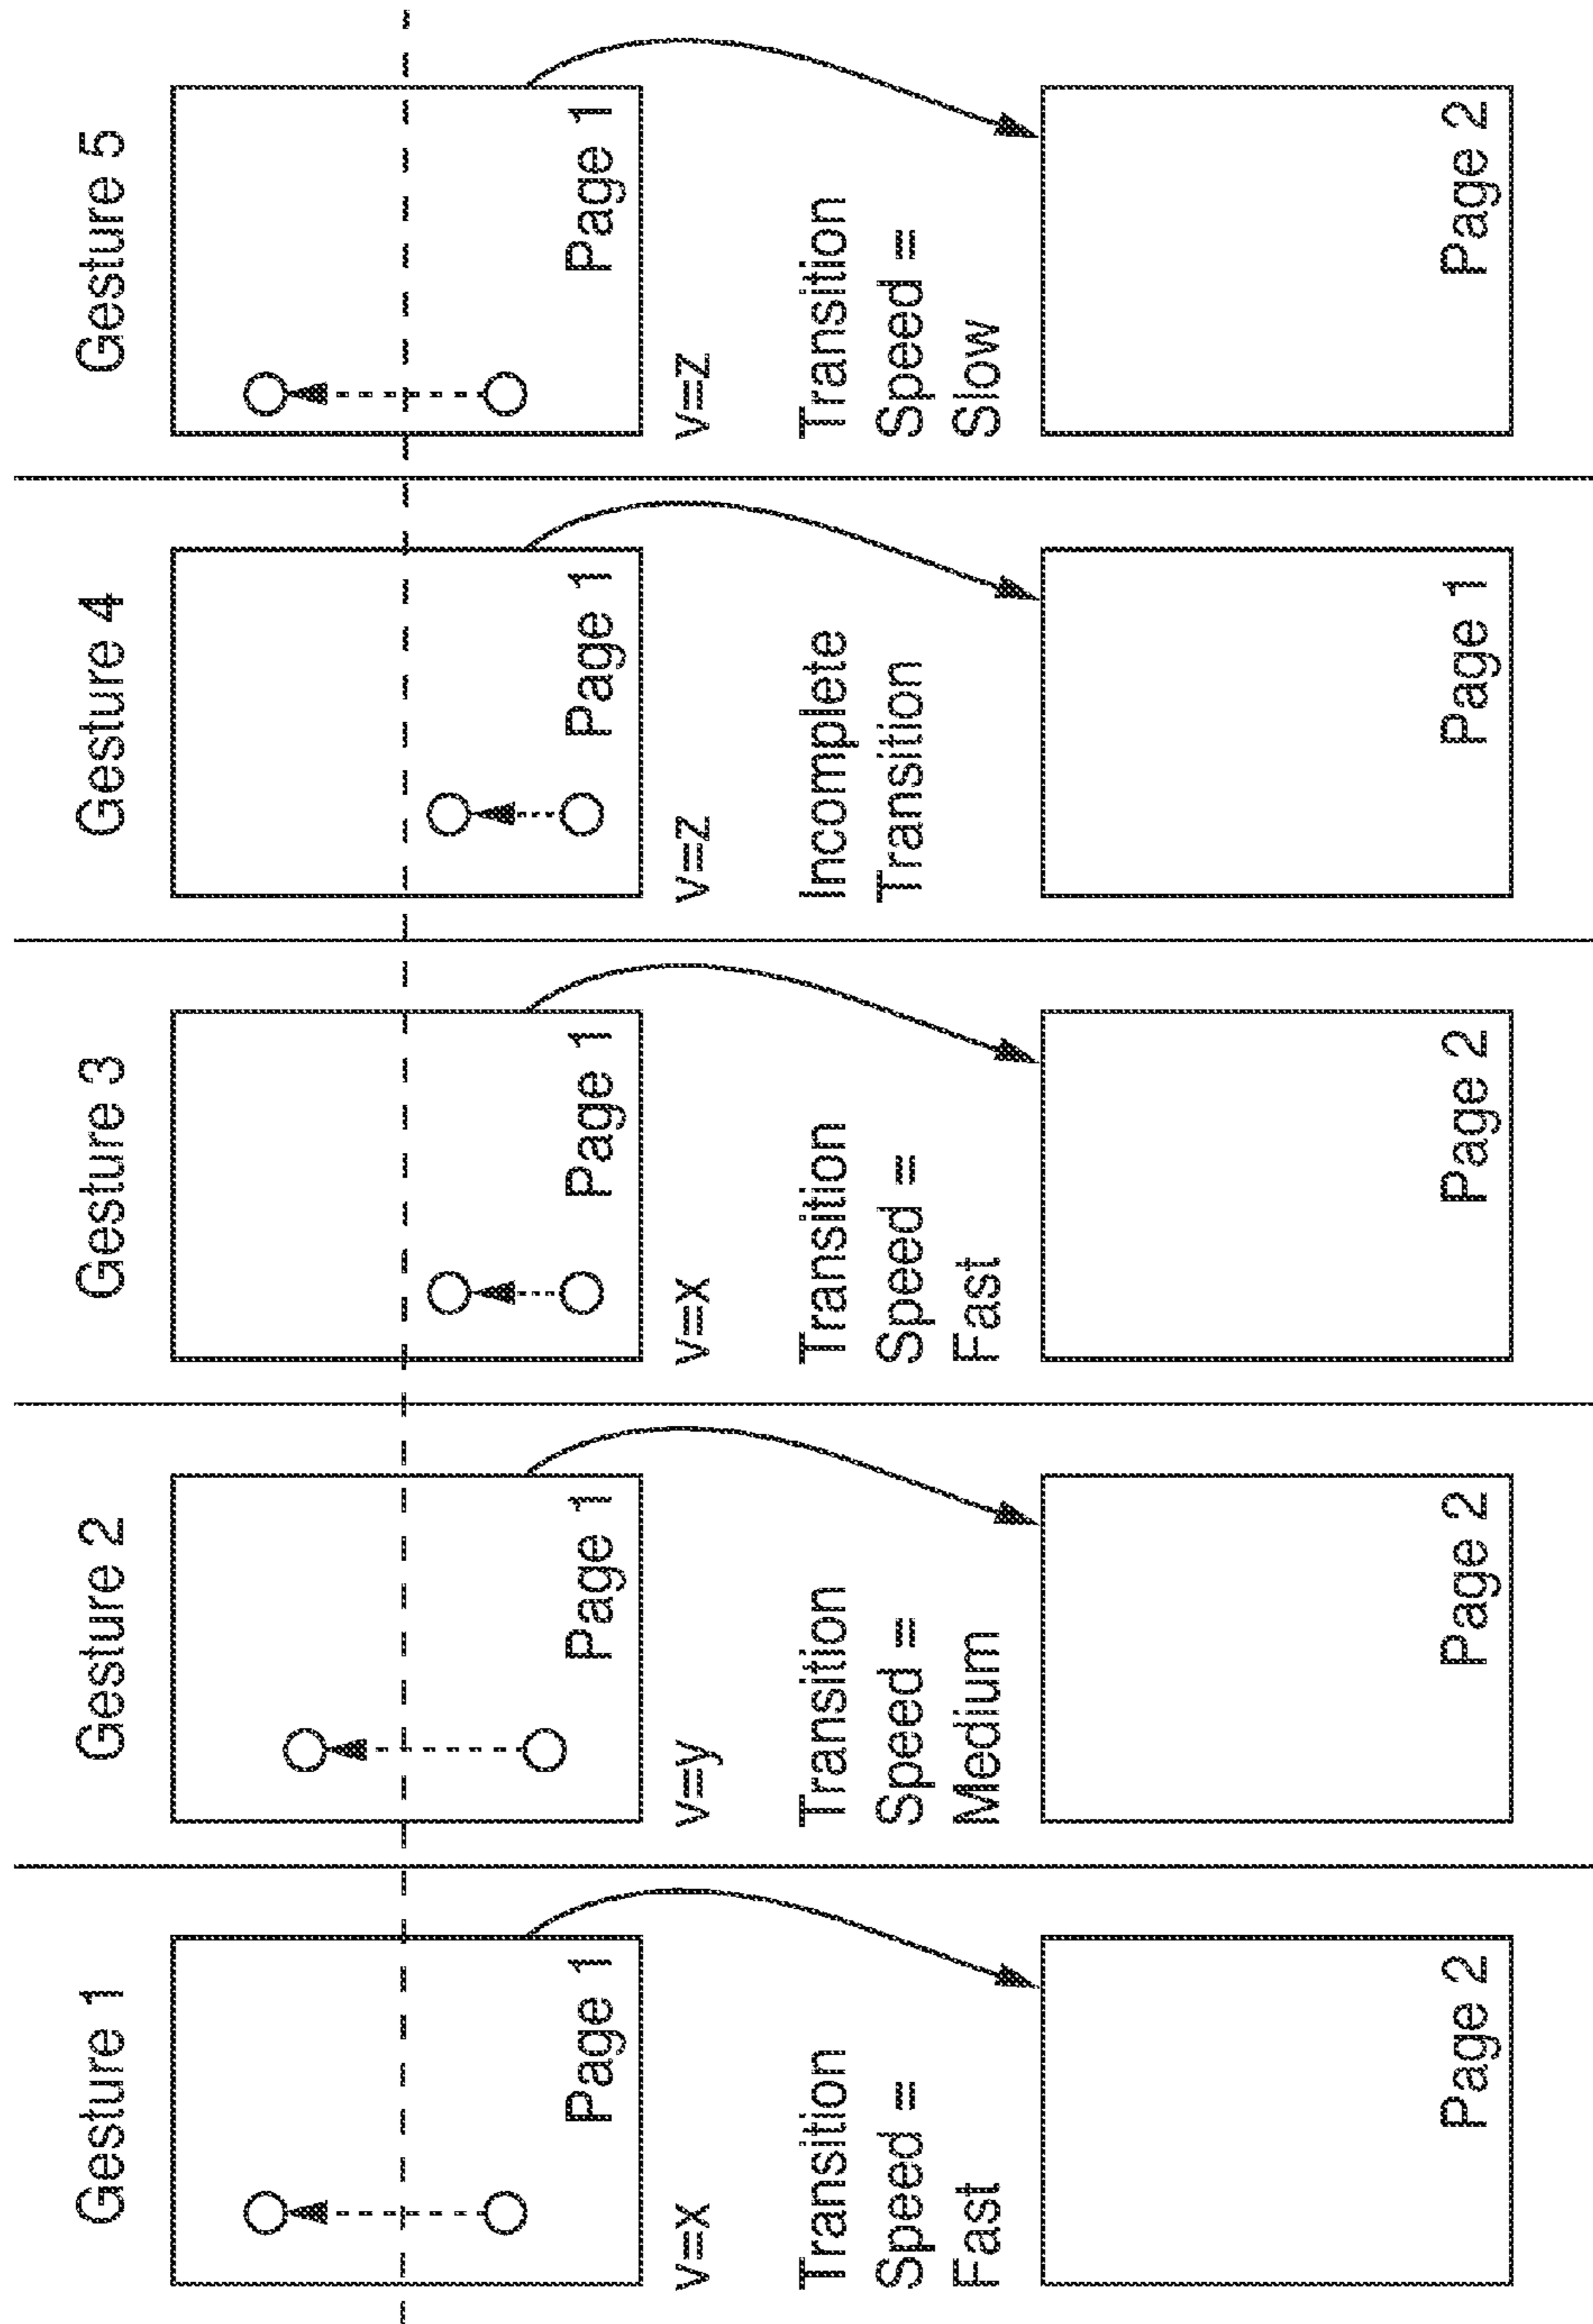 Gesture 1
Page 1
v=x
Transition
Speed =
Fast
Page 2
Gesture 2
Page 1
v=y
Transition
Speed =
Medium
Page 2
Gesture 3
Page 1
v=x
Transition
Speed =
Fast
Page 2
Gesture 4
Page 1
v=z
Incomplete
Transition
Page 1
Gesture 5
Page 1
v=z
Transition
Speed =
Slow
Page 2